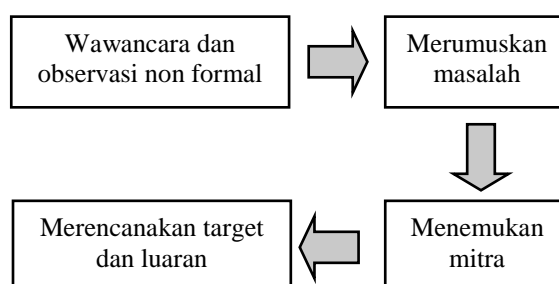 Wawancara dan
observasi non formal
Merumuskan
masalah
Menemukan
mitra
Merencanakan target
dan luaran